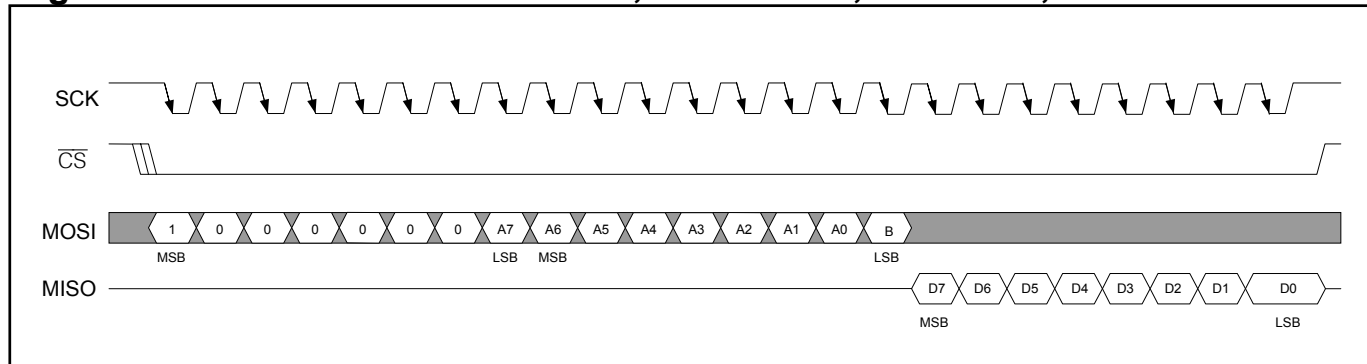 SCK
CS
MOSI 1 0 0 0 0 0 0 A7 A6 A5 A4 A3 A2 A1 A0 B
MSB LSB MSB LSB
MISO D7 D6 D5 D4 D3 D2 D1 D0
MSB LSB